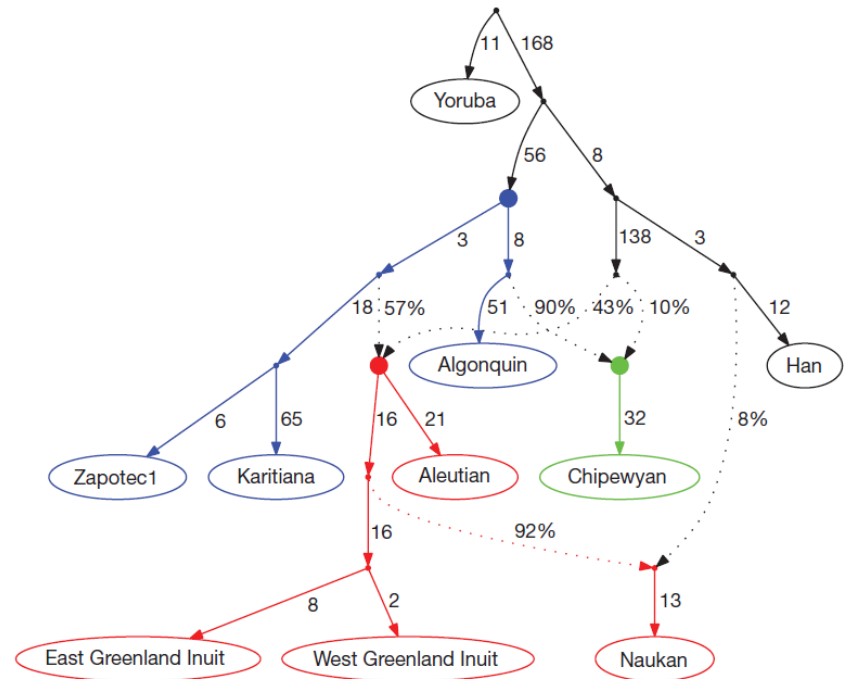 11 168
Yoruba
56 8
3 8 138 3
18 57% 51 90% 43% 10% 12
Algonquin Han
6 65 16 21 32 8%
Zapotec1 Karitiana Aleutian Chipewyan
16 92%
8 2 13
East Greenland Inuit West Greenland Inuit Naukan